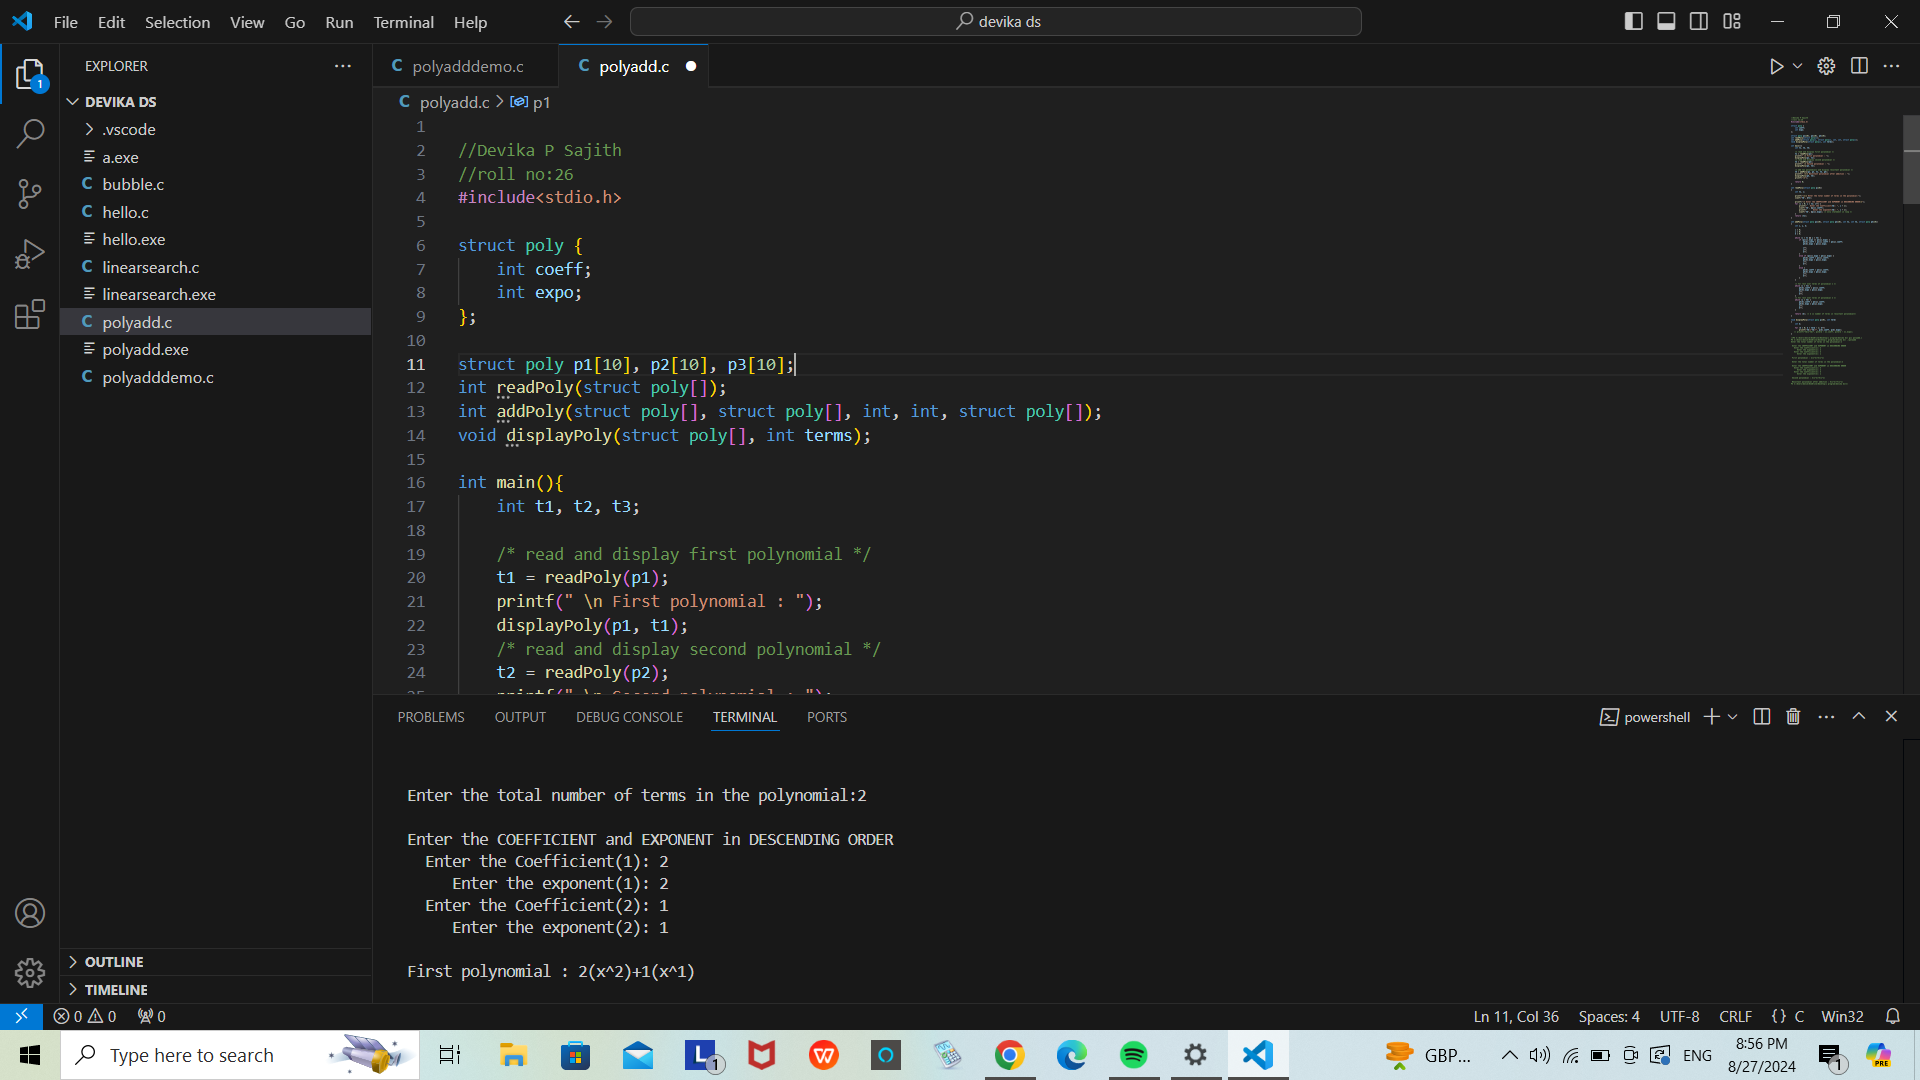 File Edit Selection View Go Run Terminal Help
devika ds
EXPLORER
1
DEVIKA DS
.vscode
a.exe
C bubble.c
C hello.c
hello.exe
C linearsearch.c
linearsearch.exe
C polyadd.c
polyadd.exe
C polyadddemo.c
OUTLINE
TIMELINE
C polyadddemo.c
C polyadd.c
C polyadd.c > p1
1
2 //Devika P Sajith
3 //roll no:26
4 #include<stdio.h>
5
6 struct poly {
7 int coeff;
8 int expo;
9 };
10
11 struct poly p1[10], p2[10], p3[10];
12 int readPoly(struct poly[]);
13 int addPoly(struct poly[], struct poly[], int, int, struct poly[]);
14 void displayPoly(struct poly[], int terms);
15
16 int main(){
17 int t1, t2, t3;
18
19 /* read and display first polynomial */
20 t1 = readPoly(p1);
21 printf(" \n First polynomial : ");
22 displayPoly(p1, t1);
23 /* read and display second polynomial */
24 t2 = readPoly(p2);
25 printf(" \n Second polynomial : ");
PROBLEMS OUTPUT DEBUG CONSOLE TERMINAL PORTS
powershell
Enter the total number of terms in the polynomial:2
Enter the COEFFICIENT and EXPONENT in DESCENDING ORDER
Enter the Coefficient(1): 2
Enter the exponent(1): 2
Enter the Coefficient(2): 1
Enter the exponent(2): 1
First polynomial : 2(x^2)+1(x^1)
0 0 0
Ln 11, Col 36 Spaces: 4 UTF-8 CRLF {} C Win32
Type here to search
L 1
W
GBP...
ENG
8:56 PM
8/27/2024
1
PRE